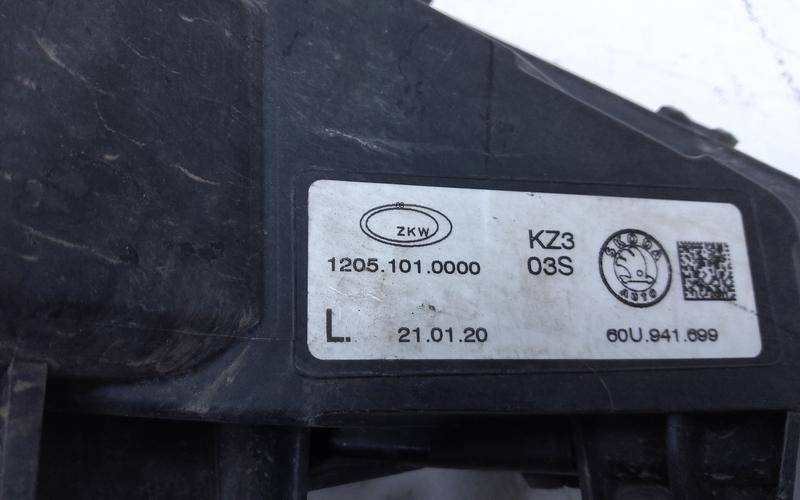 ZKW
1205.101.0000
KZ3
03S
ŠKODA
AUTO
L.
21.01.20
60U.941.699